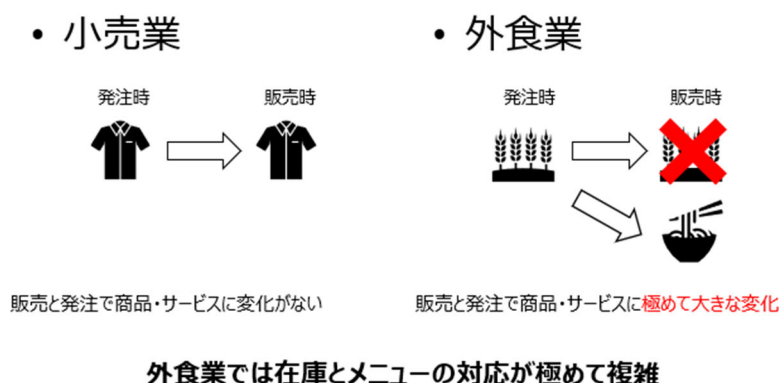 • 小売業
発注時
販売時
販売と発注で商品・サービスに変化がない
• 外食業
発注時
販売時
販売と発注で商品・サービスに極めて大きな変化
外食業では在庫とメニューの対応が極めて複雑